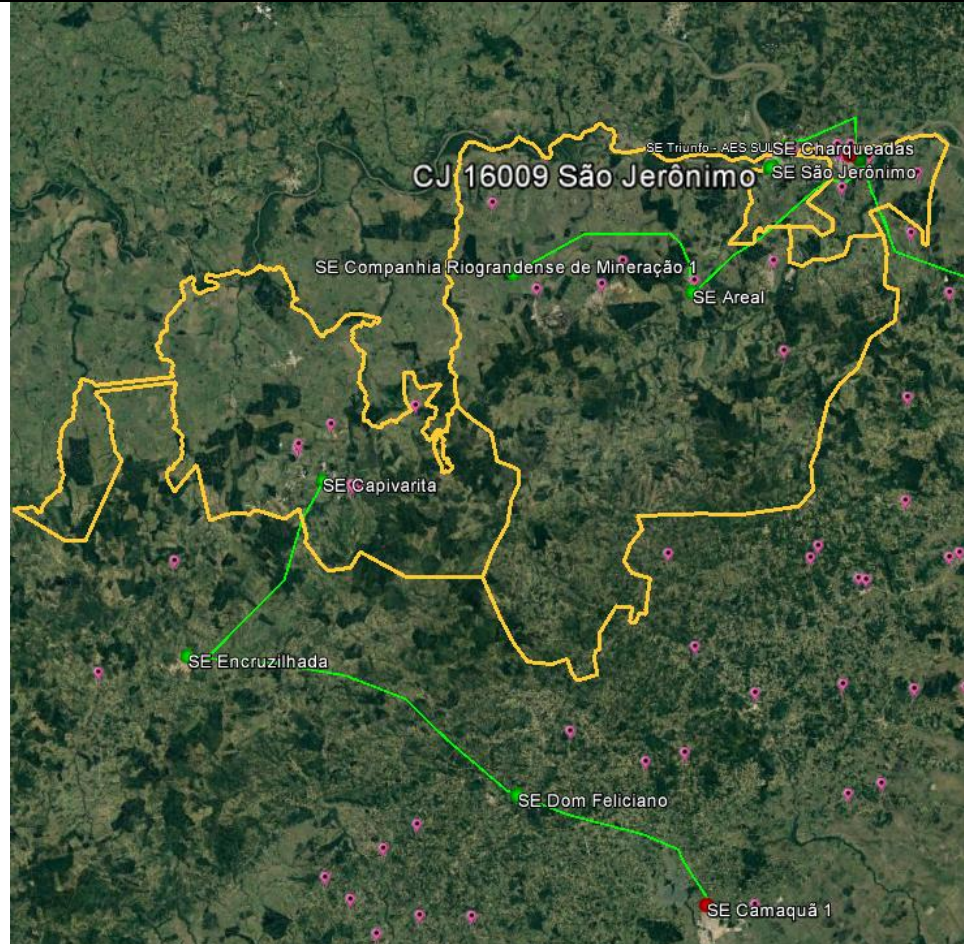 SE Triunfo - AES SUL
SE Charqueadas
CJ 16009 São Jerônimo
SE São Jerônimo
SE Companhia Riograndense de Mineração 1
SE Areal
SE Capivarita
SE Encruzilhada
SE Dom Feliciano
SE Camaquã 1